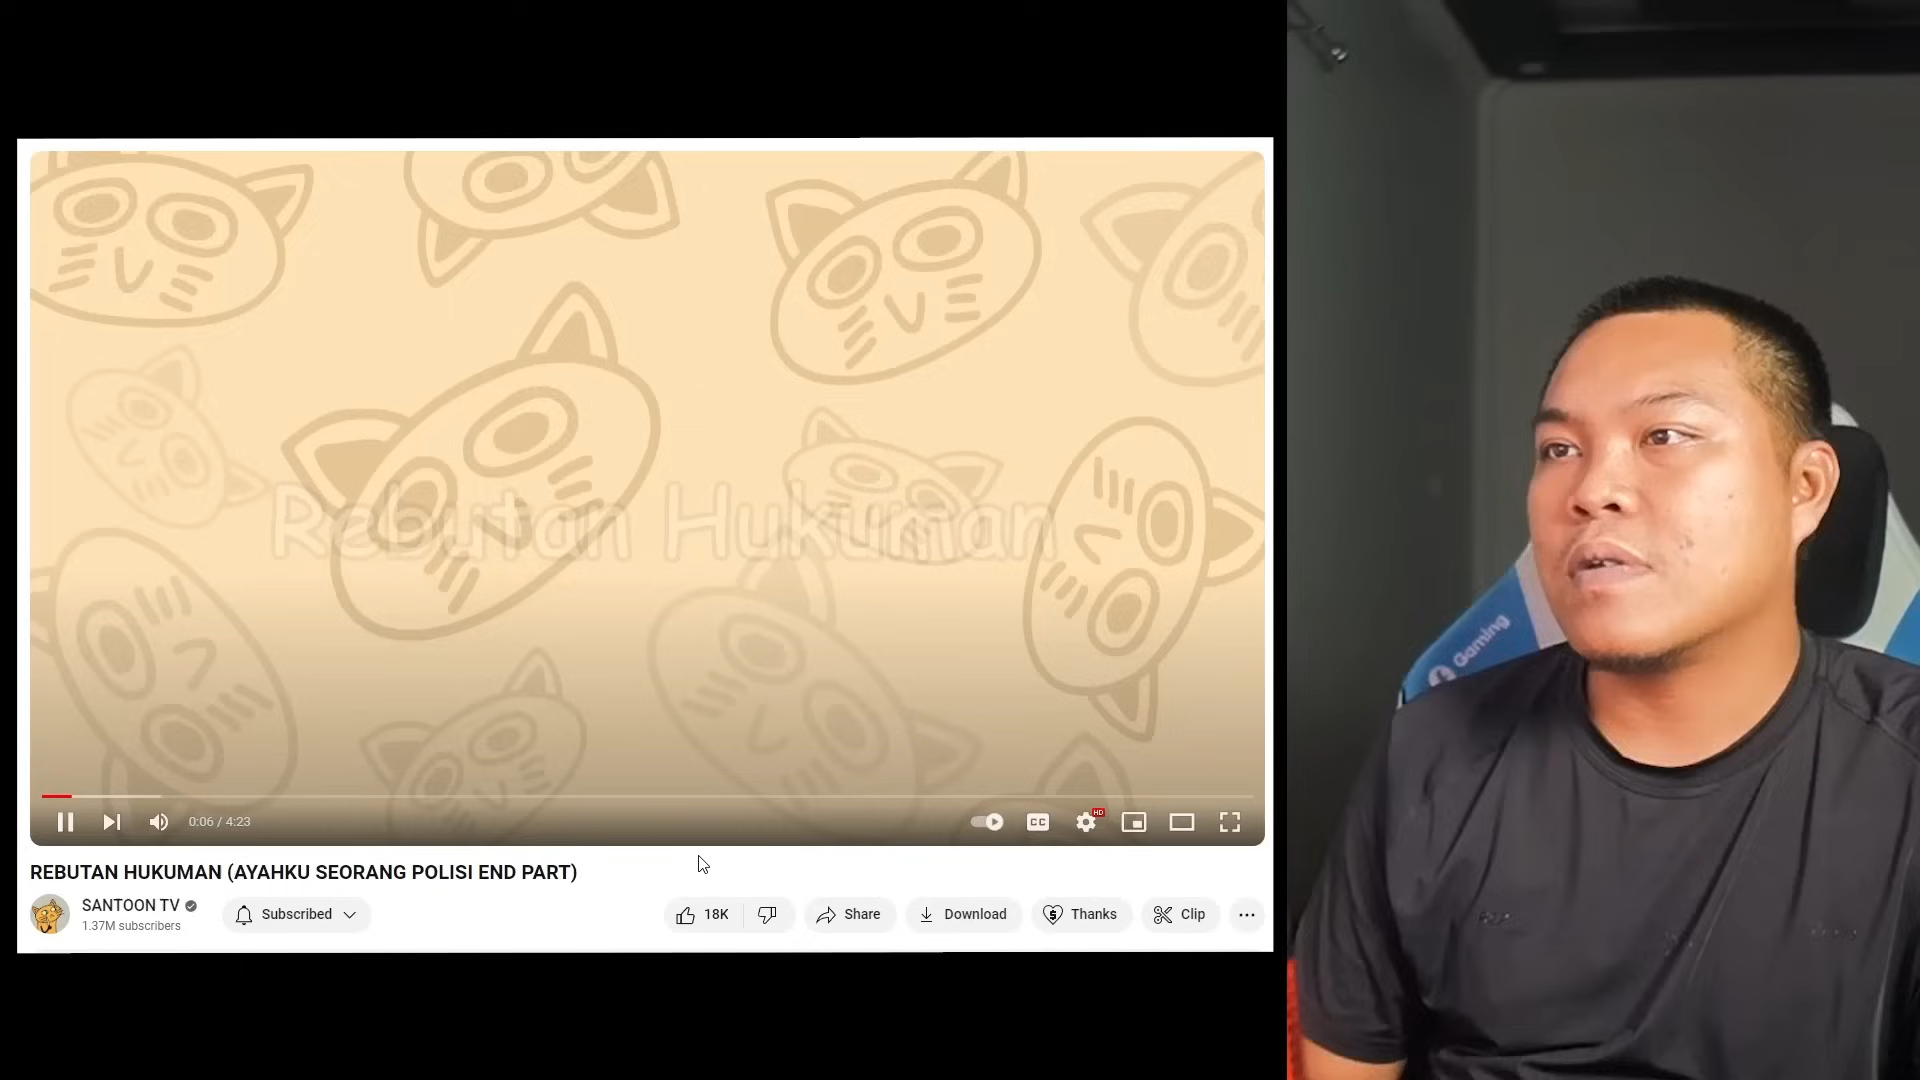 Rebutan Hukuman
0:06 / 4:23
CC
HD
REBUTAN HUKUMAN (AYAHKU SEORANG POLISI END PART)
SANTOON TV
1.37M subscribers
Subscribed
18K
Share
Download
Thanks
Clip
Gaming